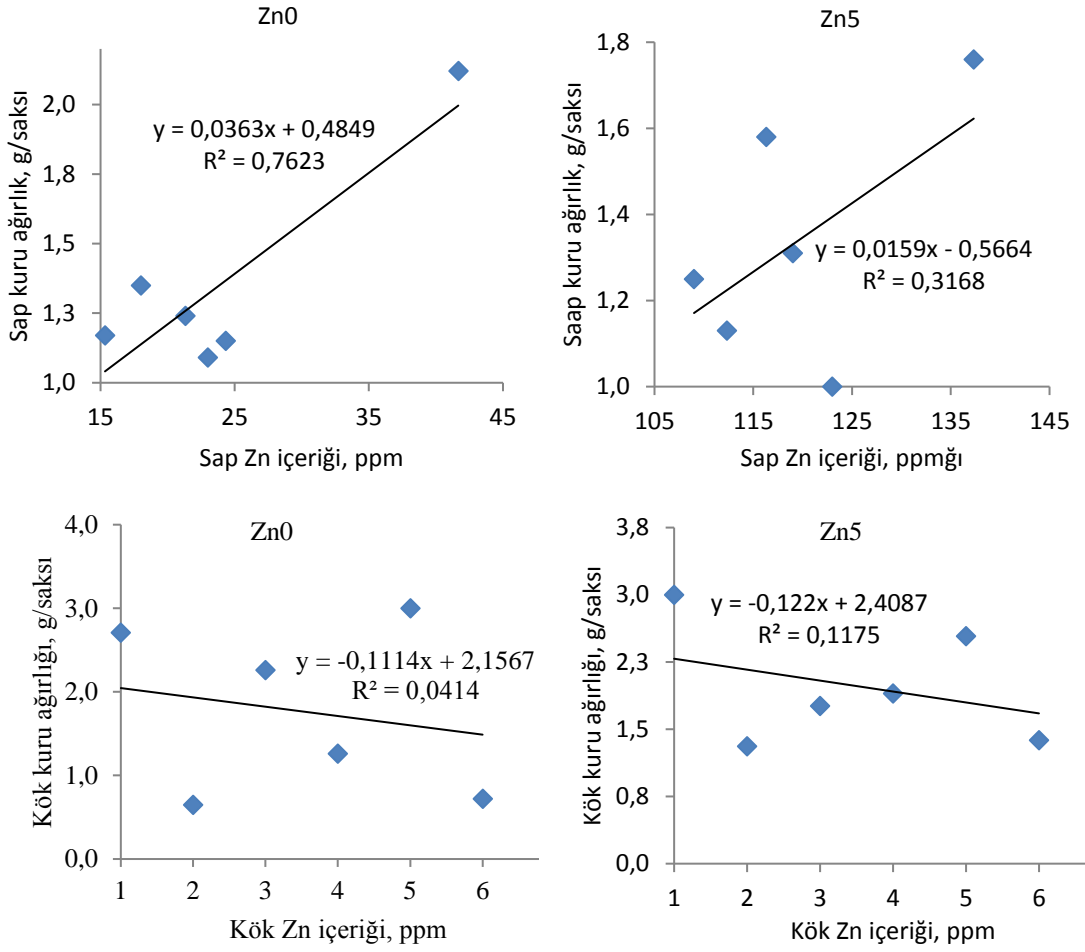 Zn0
Sap kuru ağırlık, g/saksı
2,0
1,8
1,5
1,3
1,0
y = 0,0363x + 0,4849
R² = 0,7623
15 25 35 45
Sap Zn içeriği, ppm
Zn5
Saap kuru ağırlık, g/saksı
1,8
1,6
1,4
1,2
1,0
y = 0,0159x - 0,5664
R² = 0,3168
105 125 125 145
Sap Zn içeriği, ppmğı
Zn0
Kök kuru ağırlığı, g/saksı
4,0
3,0
2,0
1,0
0,0
y = -0,1114x + 2,1567
R² = 0,0414
1 2 3 4 5 6
Kök Zn içeriği, ppm
Zn5
Kök kuru ağırlığı, g/saksı
3,8
3,0
2,3
1,5
0,8
0,0
y = -0,122x + 2,4087
R² = 0,1175
1 2 3 4 5 6
Kök Zn içeriği, ppm